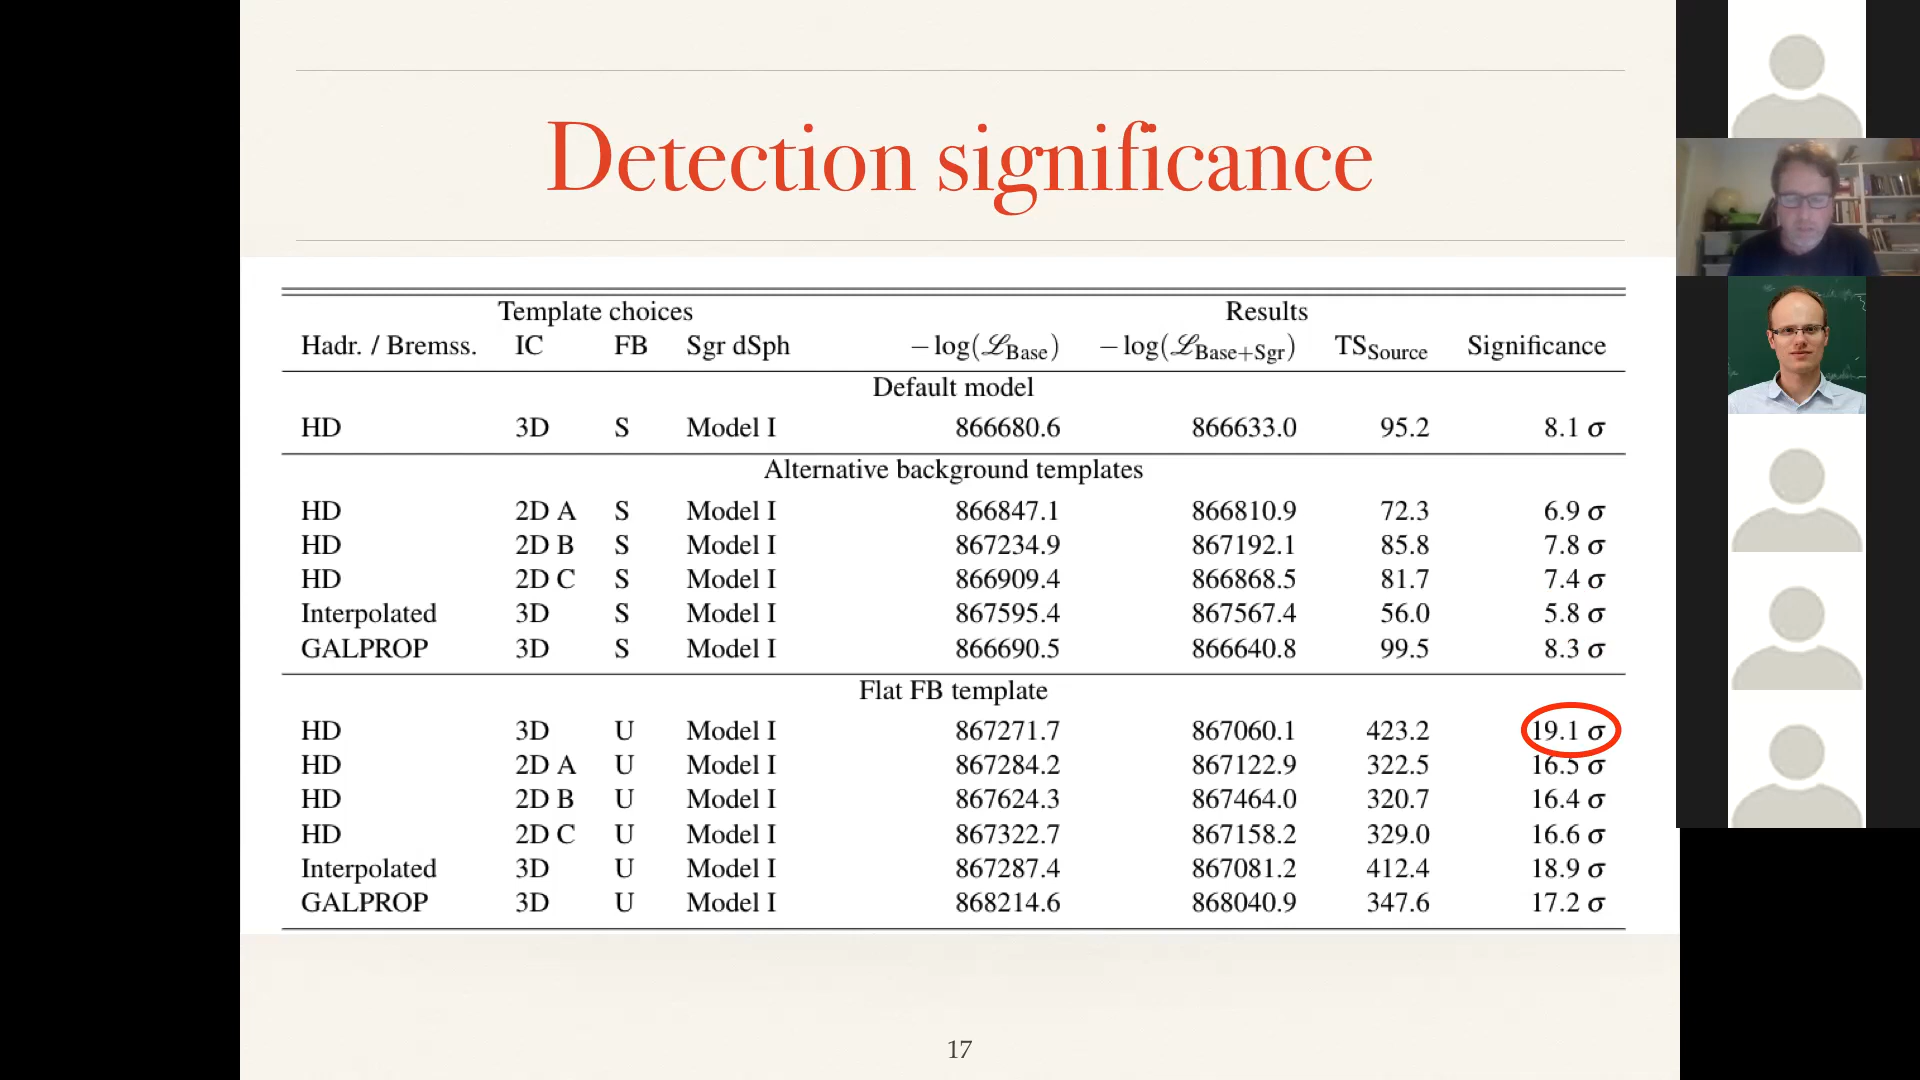 Detection significance
Template choices Results
Hadr. / Bremss. IC FB Sgr dSph −log(ℒBase) −log(ℒBase+Sgr) TSSource Significance
Default model
HD 3D S Model I 866680.6 866633.0 95.2 8.1 σ
Alternative background templates
HD 2D A S Model I 866847.1 866810.9 72.3 6.9 σ
HD 2D B S Model I 867234.9 867192.1 85.8 7.8 σ
HD 2D C S Model I 866909.4 866868.5 81.7 7.4 σ
Interpolated 3D S Model I 867595.4 867567.4 56.0 5.8 σ
GALPROP 3D S Model I 866690.5 866640.8 99.5 8.3 σ
Flat FB template
HD 3D U Model I 867271.7 867060.1 423.2 19.1 σ
HD 2D A U Model I 867284.2 867122.9 322.5 16.5 σ
HD 2D B U Model I 867624.3 867464.0 320.7 16.4 σ
HD 2D C U Model I 867322.7 867158.2 329.0 16.6 σ
Interpolated 3D U Model I 867287.4 867081.2 412.4 18.9 σ
GALPROP 3D U Model I 868214.6 868040.9 347.6 17.2 σ
17